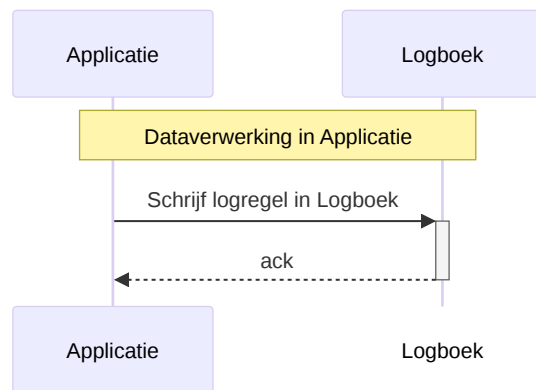 Applicatie
Logboek
Dataverwerking in Applicatie
Schrijf logregel in Logboek
ack
Applicatie
Logboek